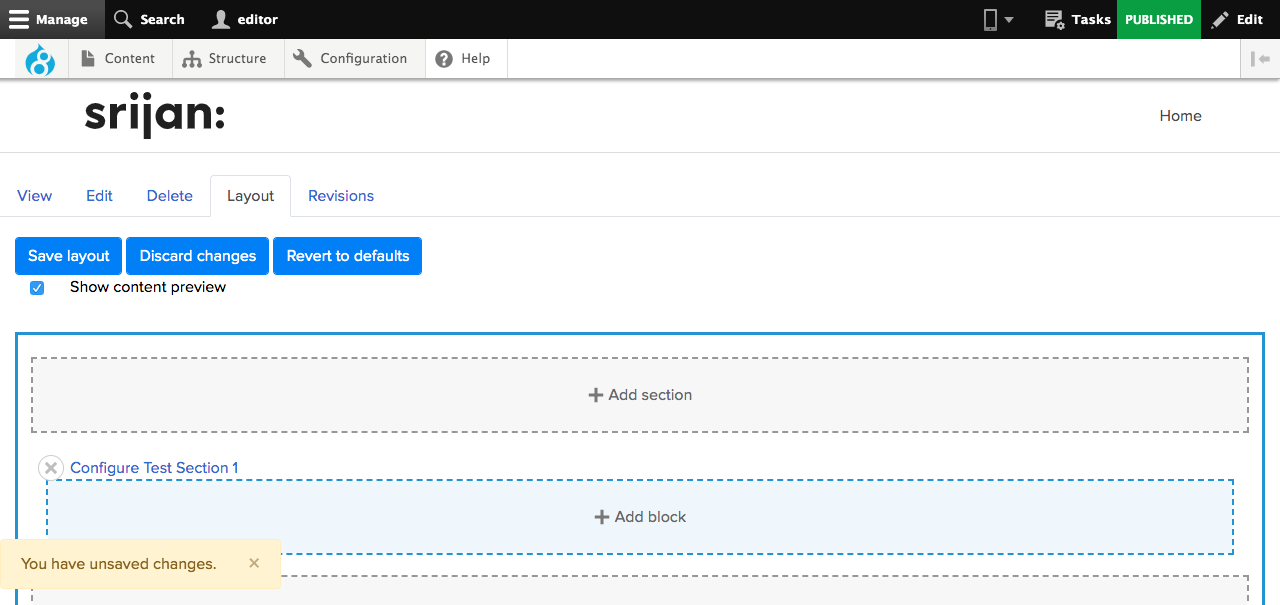 Manage Search editor Tasks PUBLISHED Edit
Content Structure Configuration Help
srijan: Home
View Edit Delete Layout Revisions
Save layout Discard changes Revert to defaults
Show content preview
Add section
Configure Test Section 1
Add block
You have unsaved changes.